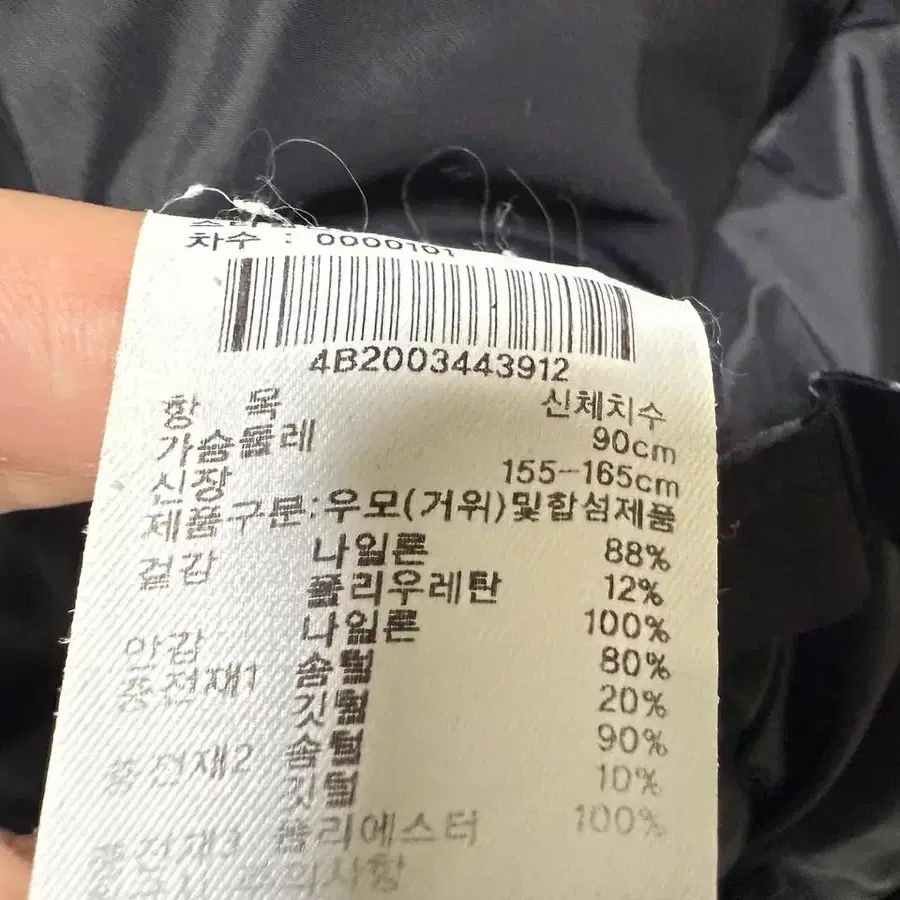 차수 : 0000101
4B2003443912
항 목 신체치수
가슴둘레 90cm
신장 155-165cm
제품구분:우모(거위)및합섬제품
겉감 나일론 88%
폴리우레탄 12%
안감 나일론 100%
충전재1 솜털 80%
깃털 20%
충전재2 솜털 90%
깃털 10%
충전재3 폴리에스터 100%
주의사항